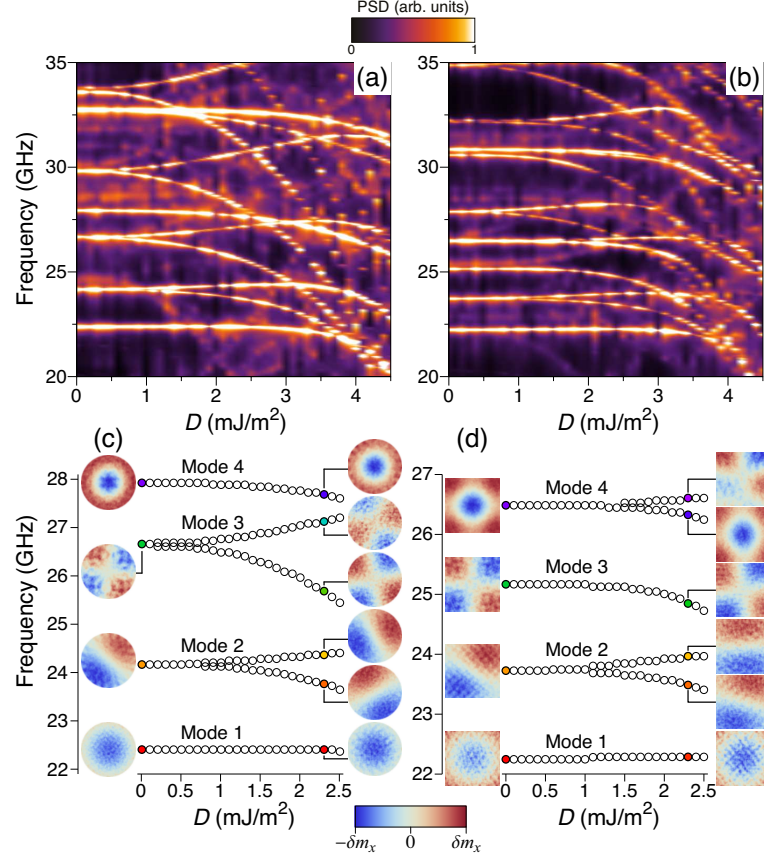 PSD (arb. units)
0 1
(a) (b)
35 35
30 30
25 25
20 20
Frequency (GHz)
0 1 2 3 4 0 1 2 3 4
D (mJ/m²) D (mJ/m²)
(c) (d)
Frequency (GHz)
28
27
26
25
24
23
22
Mode 4
Mode 3
Mode 2
Mode 1
0 0.5 1 1.5 2 2.5
D (mJ/m²)
27
26
25
24
23
22
Mode 4
Mode 3
Mode 2
Mode 1
0 0.5 1 1.5 2 2.5
D (mJ/m²)
−δmₓ 0 δmₓ